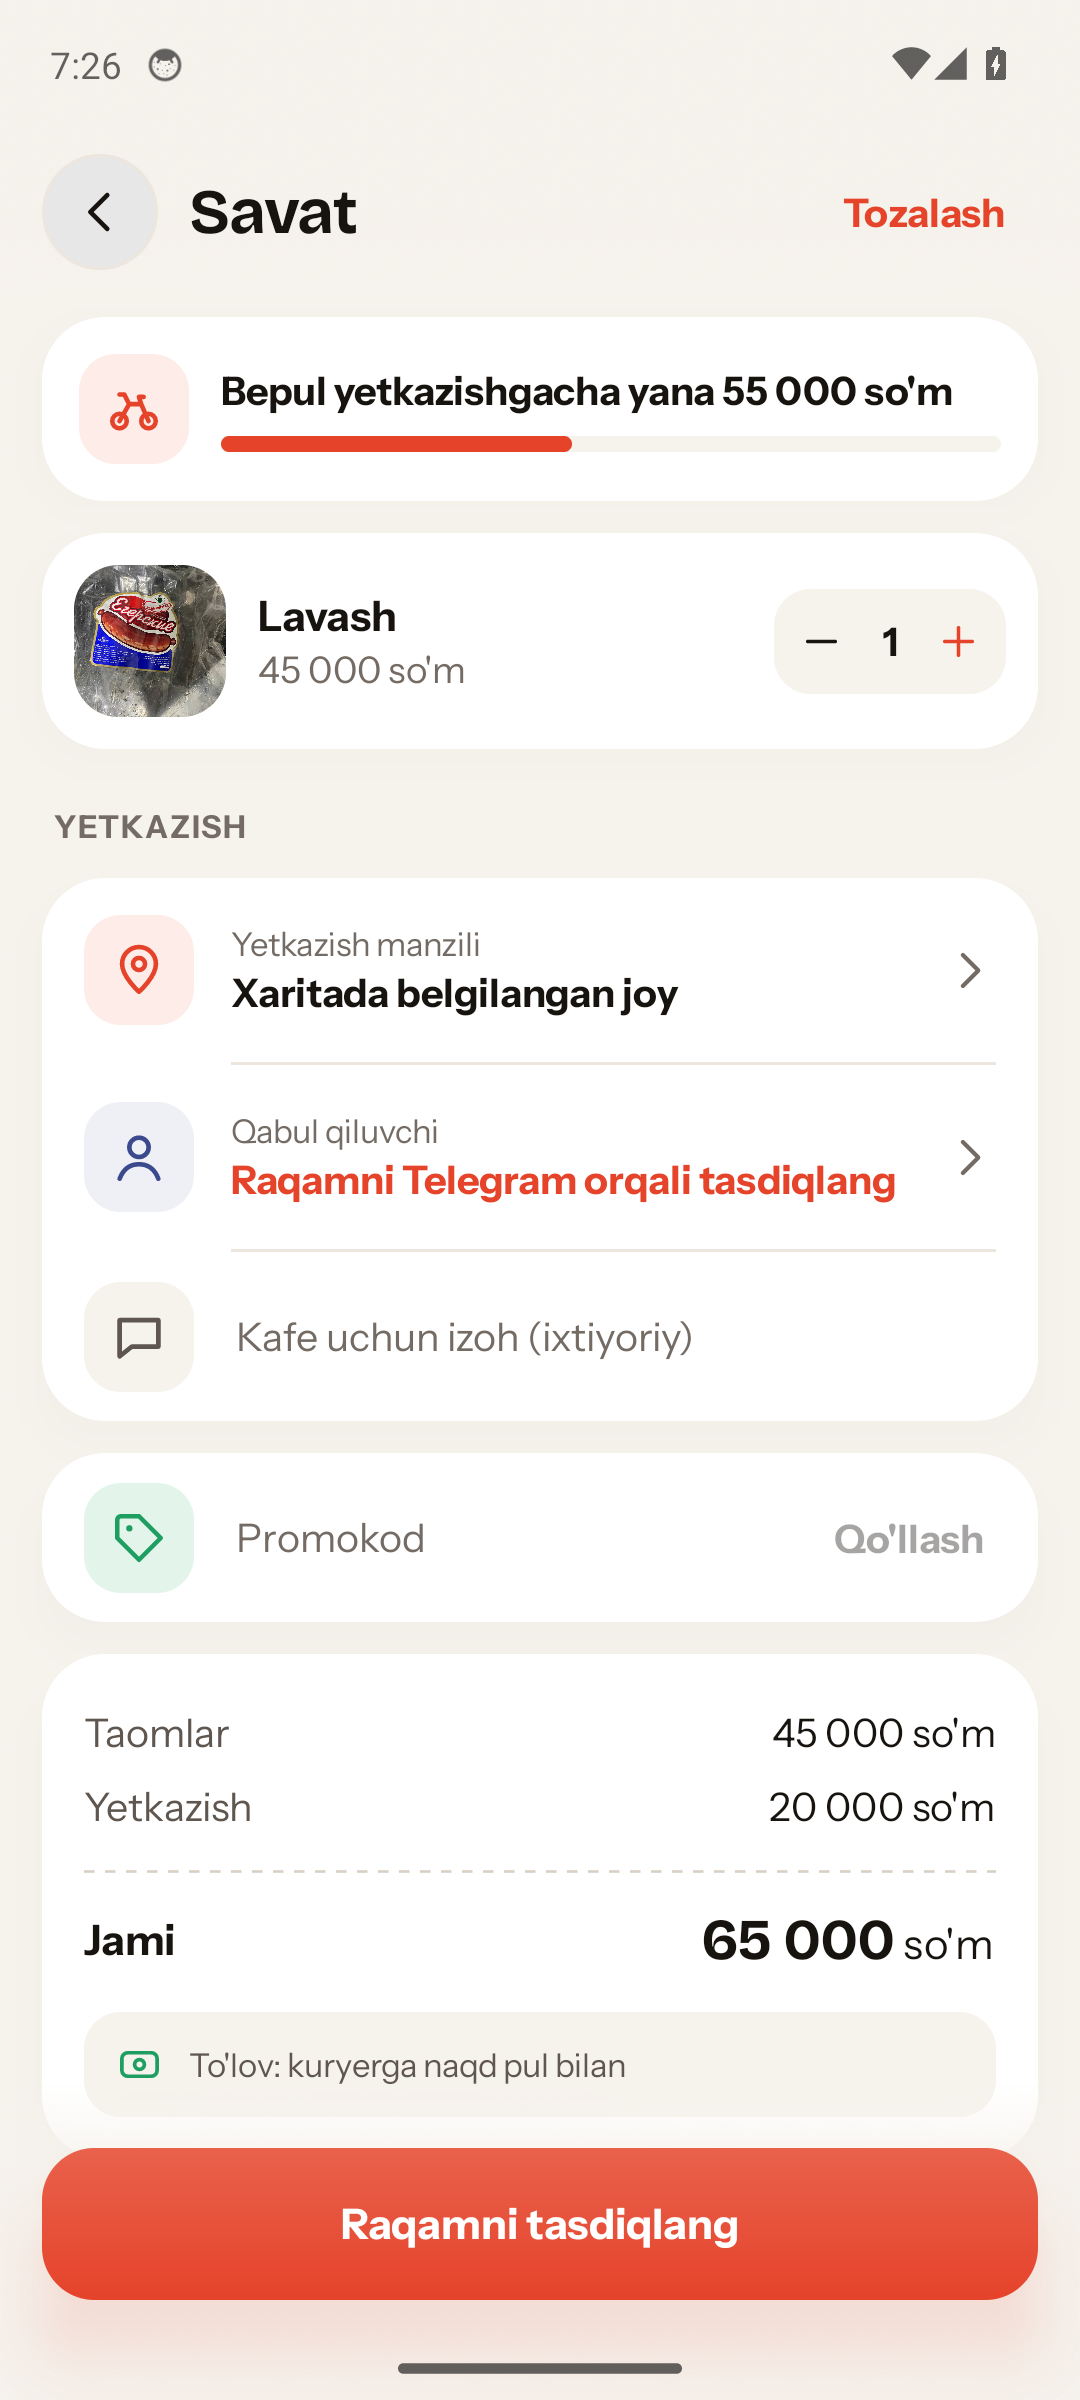 7:26
Savat
Tozalash
Bepul yetkazishgacha yana 55 000 so'm
Егерские
Lavash
45 000 so'm
1
YETKAZISH
Yetkazish manzili
Xaritada belgilangan joy
Qabul qiluvchi
Raqamni Telegram orqali tasdiqlang
Kafe uchun izoh (ixtiyoriy)
Promokod
Qo'llash
Taomlar
45 000 so'm
Yetkazish
20 000 so'm
Jami
65 000 so'm
To'lov: kuryerga naqd pul bilan
Raqamni tasdiqlang